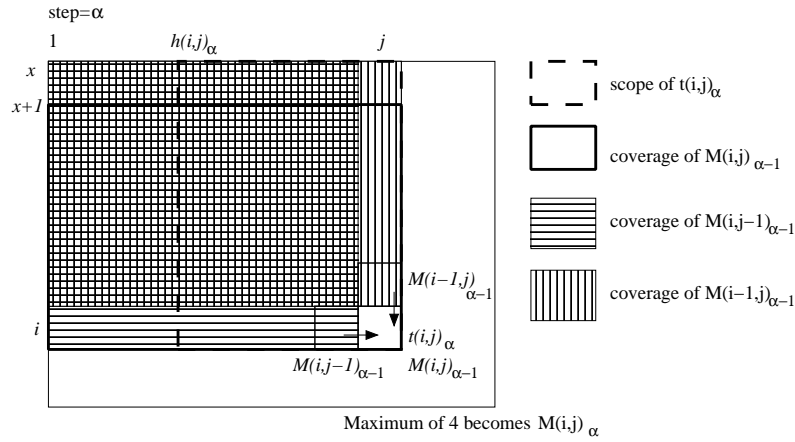 step=α
1 h(i,j)α j
x
scope of t(i,j)α
x+1
coverage of M(i,j)α−1
coverage of M(i,j−1)α−1
M(i−1,j)α−1
coverage of M(i−1,j)α−1
i
t(i,j)α
M(i,j−1)α−1 M(i,j)α−1
Maximum of 4 becomes M(i,j)α